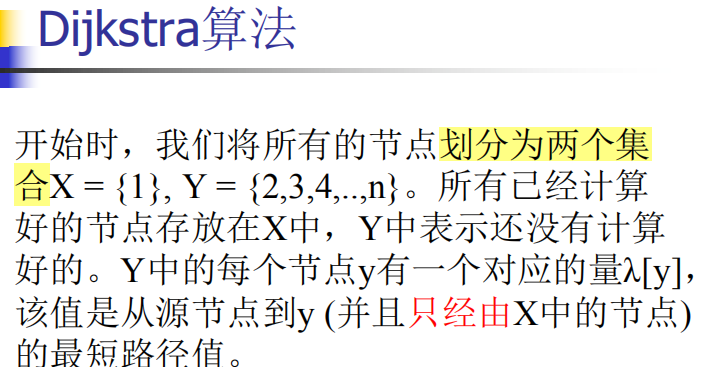 Dijkstra算法
开始时，我们将所有的节点划分为两个集
合X = {1}, Y = {2,3,4,..,n}。所有已经计算
好的节点存放在X中，Y中表示还没有计算
好的。Y中的每个节点y有一个对应的量λ[y]，
该值是从源节点到y (并且只经由X中的节点)
的最短路径值。